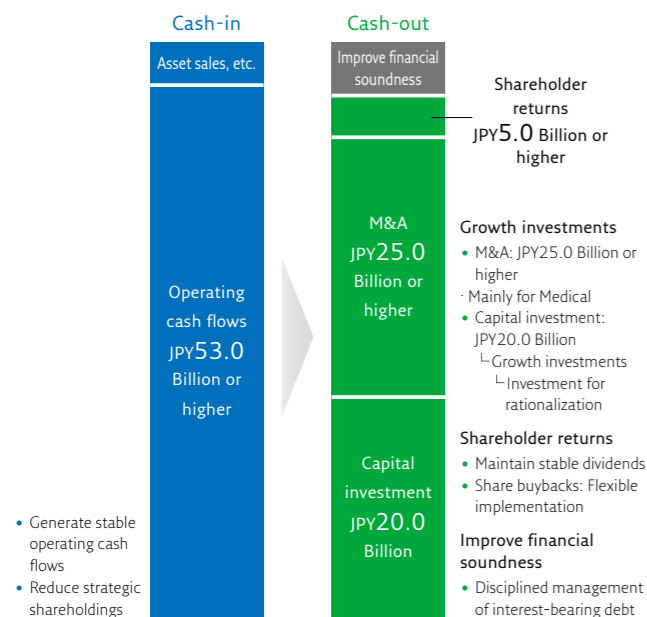 Cash-in
Asset sales, etc.
Operating
cash flows
JPY53.0
Billion or
higher
• Generate stable
operating cash
flows
• Reduce strategic
shareholdings
Cash-out
Improve financial
soundness
Shareholder
returns
JPY5.0 Billion or
higher
M&A
JPY25.0
Billion or
higher
Capital
investment
JPY20.0
Billion
Growth investments
• M&A: JPY25.0 Billion or
higher
· Mainly for Medical
• Capital investment:
JPY20.0 Billion
└Growth investments
└Investment for
rationalization
Shareholder returns
• Maintain stable dividends
• Share buybacks: Flexible
implementation
Improve financial
soundness
• Disciplined management
of interest-bearing debt